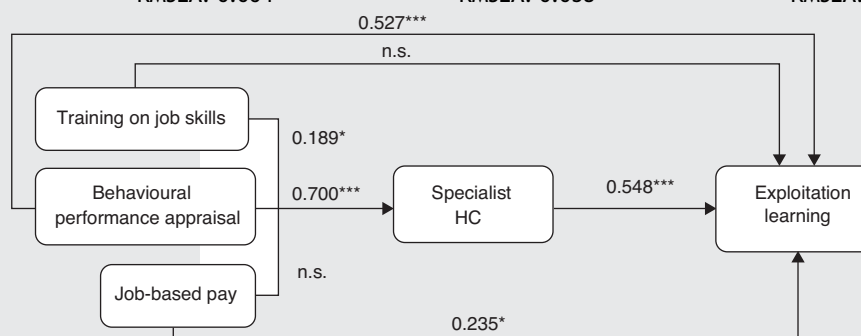 0.527***
n.s.
Training on job skills
0.189*
Behavioural
performance appraisal
0.700***
Specialist
HC
0.548***
Exploitation
learning
n.s.
Job-based pay
0.235*